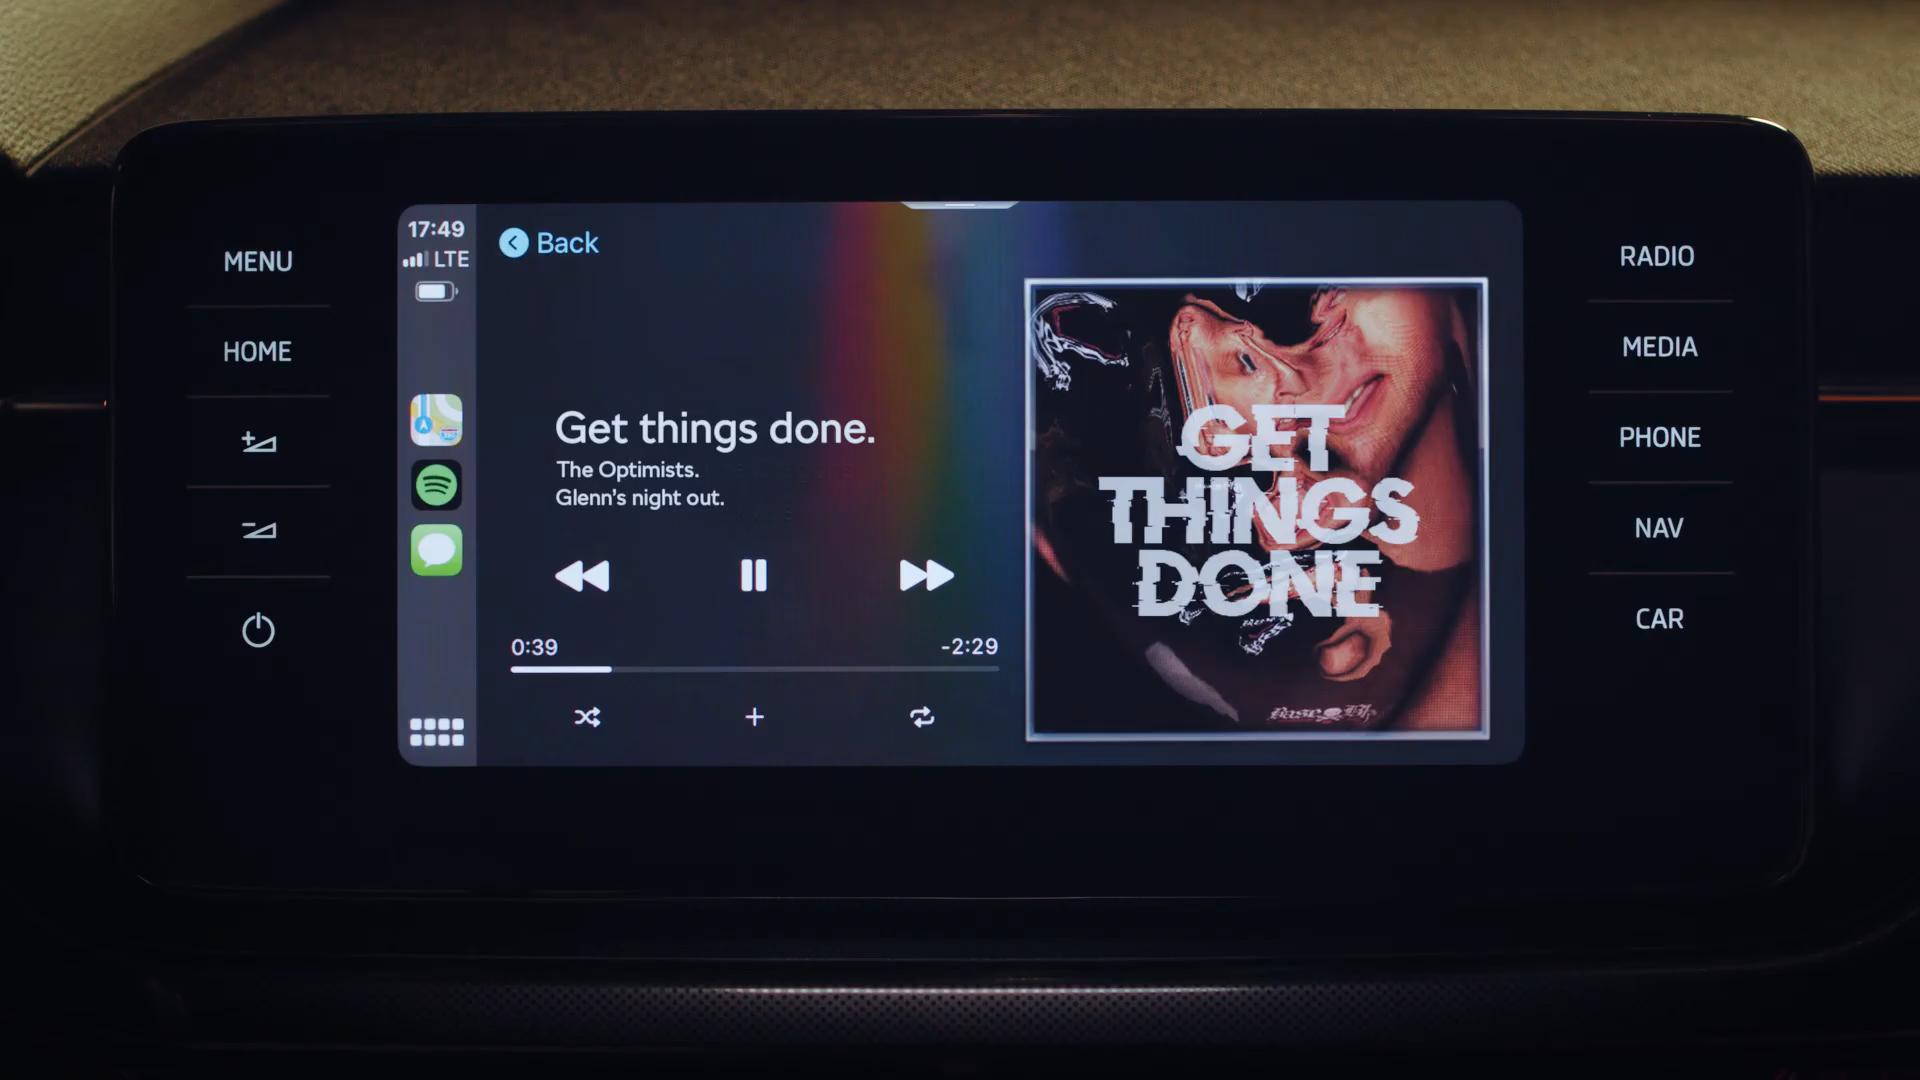 MENU
HOME
17:49
LTE
Back
Get things done.
The Optimists.
Glenn's night out.
0:39
-2:29
GET
THINGS
DONE
RADIO
MEDIA
PHONE
NAV
CAR